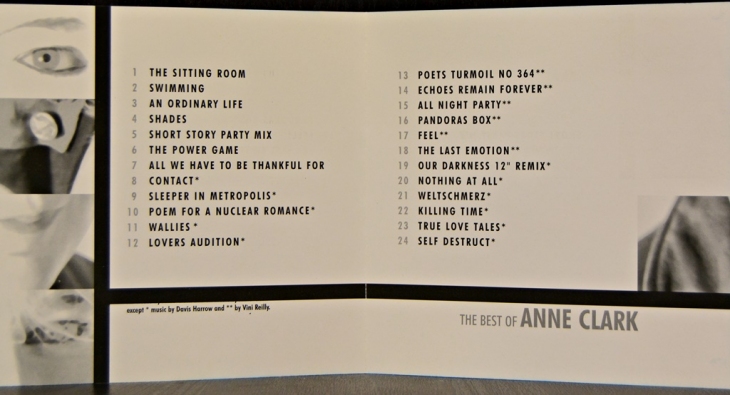 1 THE SITTING ROOM
2 SWIMMING
3 AN ORDINARY LIFE
4 SHADES
5 SHORT STORY PARTY MIX
6 THE POWER GAME
7 ALL WE HAVE TO BE THANKFUL FOR
8 CONTACT*
9 SLEEPER IN METROPOLIS*
10 POEM FOR A NUCLEAR ROMANCE*
11 WALLIES*
12 LOVERS AUDITION*
13 POETS TURMOIL NO 364**
14 ECHOES REMAIN FOREVER**
15 ALL NIGHT PARTY**
16 PANDORAS BOX**
17 FEEL**
18 THE LAST EMOTION**
19 OUR DARKNESS 12" REMIX*
20 NOTHING AT ALL*
21 WELTSCHMERZ*
22 KILLING TIME*
23 TRUE LOVE TALES*
24 SELF DESTRUCT*
except * music by Davis Harrow and ** by Vini Reilly.
THE BEST OF ANNE CLARK